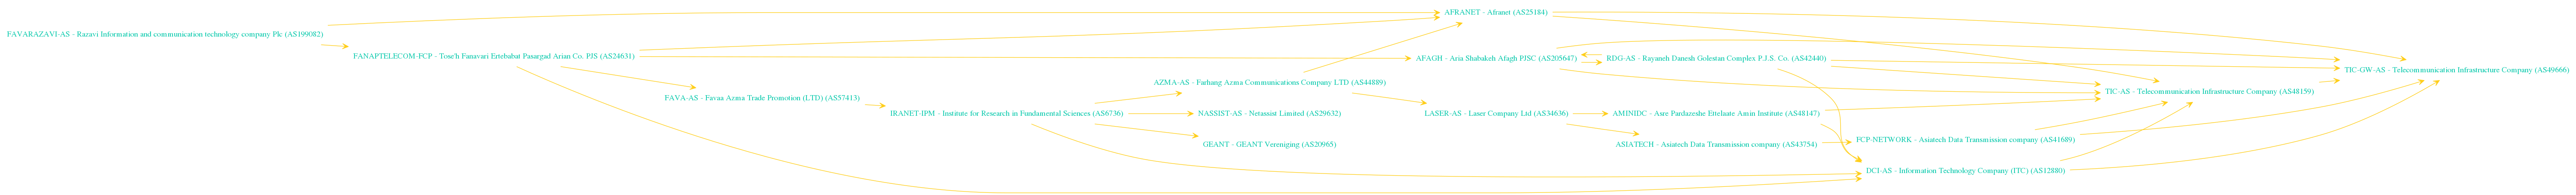 FAVARAZAVI-AS - Razavi Information and communication technology company Plc (AS199082)
FANAPTELECOM-FCP - Tose'h Fanavari Ertebabat Pasargad Arian Co. PJS (AS24631)
FAVA-AS - Favaa Azma Trade Promotion (LTD) (AS57413)
IRANET-IPM - Institute for Research in Fundamental Sciences (AS6736)
AZMA-AS - Farhang Azma Communications Company LTD (AS44889)
NASSIST-AS - Netassist Limited (AS29632)
GEANT - GEANT Vereniging (AS20965)
AFRANET - Afranet (AS25184)
AFAGH - Aria Shabakeh Afagh PJSC (AS205647)
LASER-AS - Laser Company Ltd (AS34636)
RDG-AS - Rayaneh Danesh Golestan Complex P.J.S. Co. (AS42440)
AMINIDC - Asre Pardazeshe Ettelaate Amin Institute (AS48147)
ASIATECH - Asiatech Data Transmission company (AS43754)
FCP-NETWORK - Asiatech Data Transmission company (AS41689)
DCI-AS - Information Technology Company (ITC) (AS12880)
TIC-AS - Telecommunication Infrastructure Company (AS48159)
TIC-GW-AS - Telecommunication Infrastructure Company (AS49666)